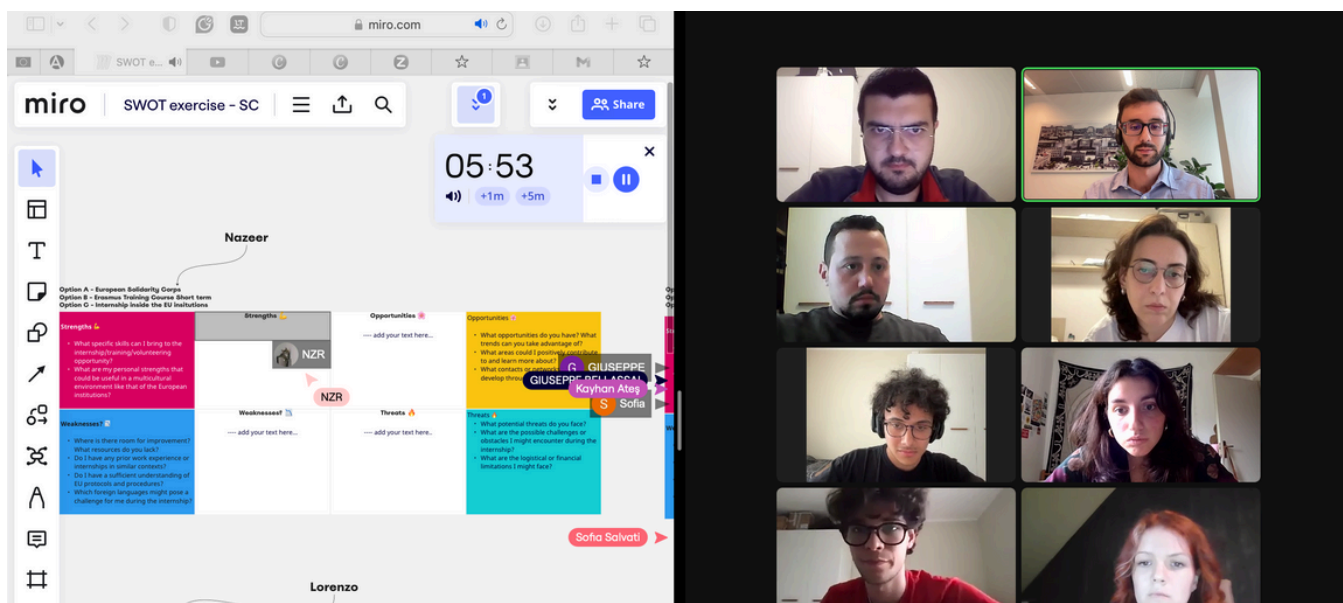 miro.com
SWOT e...
miro
SWOT exercise - SC
1
Share
05:53
+1m
+5m
Nazeer
Option A - European Solidarity Corps
Option B - Erasmus Training Course Short term
Option C - Internship inside the EU insitutions
Strengths 💪
What specific skills can I bring to the
internship/training/volunteering
opportunity?
What are my personal strengths that
could be useful in a multicultural
environment like that of the European
institutions?
Strengths 💪
NZR
NZR
Opportunities 🌸
---- add your text here...
Opportunities 🌸
What opportunities do you have? What
trends can you take advantage of?
What areas could I positively contribute
to and learn more about?
What contacts or
develop
G GIUSEPPE
GIUSEPPE BELLASSAI
Kayhan Ateş
S Sofia
Weaknesses? 📉
Where is there room for improvement?
What resources do you lack?
Do I have any prior work experience or
internships in similar contexts?
Do I have a sufficient understanding of
EU protocols and procedures?
Which foreign languages might pose a
challenge for me during the internship?
Weaknesses? 📉
---- add your text here...
Threats 🔥
---- add your text here..
Threats 🔥
What potential threats do you face?
What are the possible challenges or
obstacles I might encounter during the
internship?
What are the logistical or financial
limitations I might face?
Sofia Salvati
Lorenzo